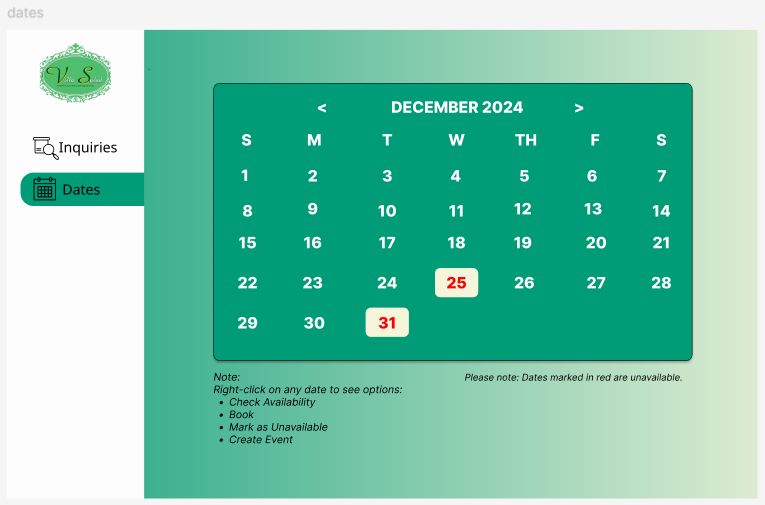 dates
Villa Salud
Inquiries
Dates
< DECEMBER 2024 >
S M T W TH F S
1 2 3 4 5 6 7
8 9 10 11 12 13 14
15 16 17 18 19 20 21
22 23 24 25 26 27 28
29 30 31
Note:
Right-click on any date to see options:
• Check Availability
• Book
• Mark as Unavailable
• Create Event
Please note: Dates marked in red are unavailable.